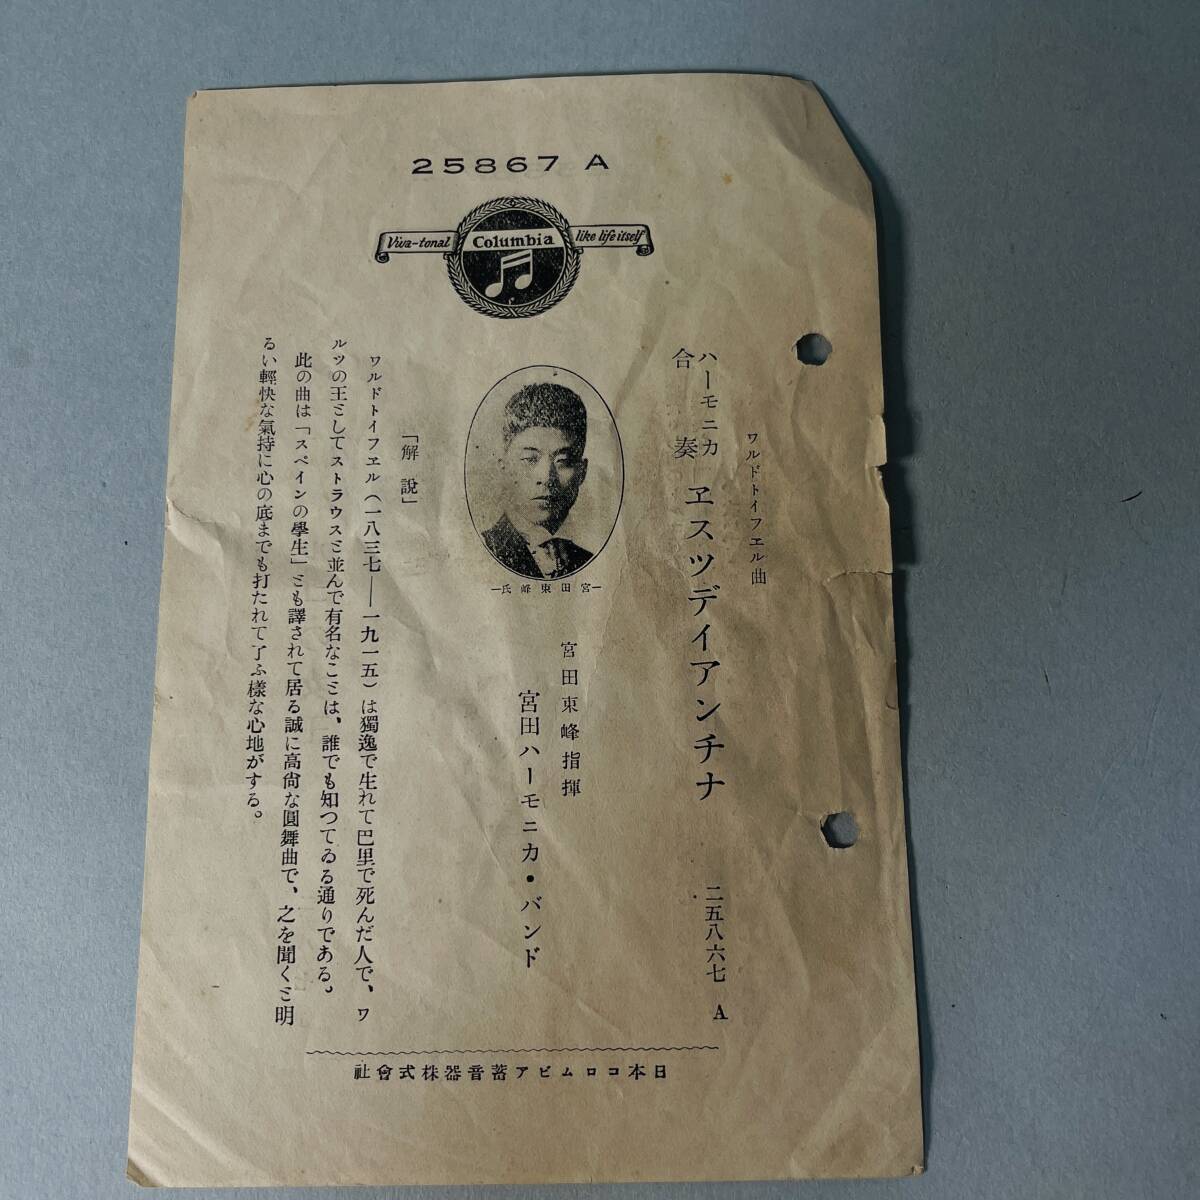 25867 A
Viva-tonal Columbia like life itself
ワルドトイフエル曲
ハーモニカ
合奏
ヱスツデイアンチナ
二五八六七 A
―宮田東峰氏―
宮田東峰指揮
宮田ハーモニカ・バンド
「解說」
ワルドトイフヱル(一八三七――一九一五)は獨逸で生れて巴里で死んだ人で、ワ
ルツの王としてストラウスと並んで有名なことは、誰でも知つてゐる通りである。
此の曲は「スペインの學生」とも譯されて居る誠に高尙な圓舞曲で、之を聞くと明
るい輕快な氣持に心の底までも打たれて了ふ樣な心地がする。
日本コロムビア蓄音器株式會社